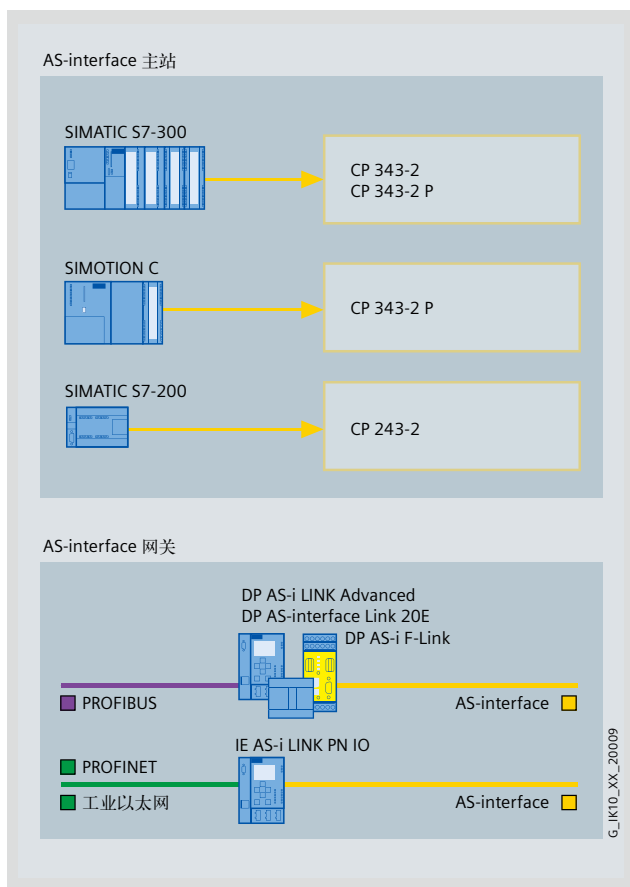 AS-interface 主站
SIMATIC S7-300
CP 343-2
CP 343-2 P
SIMOTION C
CP 343-2 P
SIMATIC S7-200
CP 243-2
AS-interface 网关
DP AS-i LINK Advanced
DP AS-interface Link 20E
DP AS-i F-Link
PROFIBUS
AS-interface
IE AS-i LINK PN IO
PROFINET
工业以太网
AS-interface
G_IK10_XX_20009